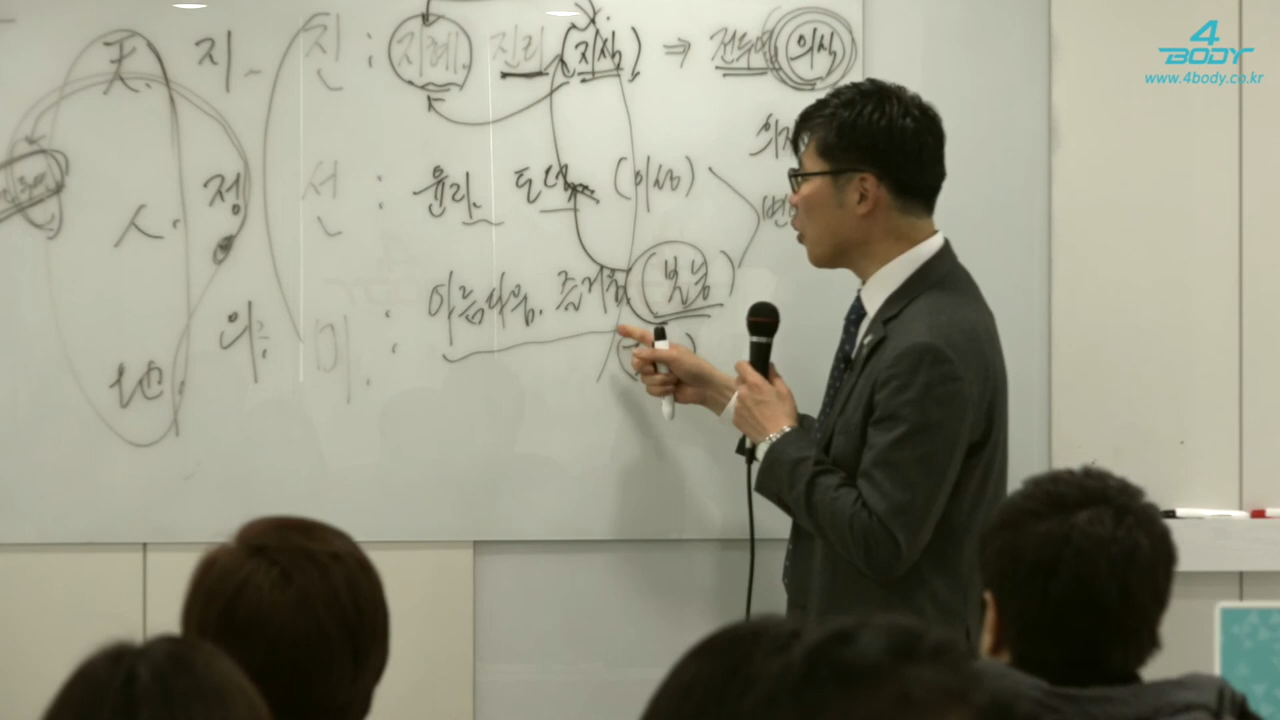 4BODY
www.4body.co.kr
天. 지 진 : 지혜. 진리 (지식) ⇒ 전두엽 의식
人. 정 선 : 윤리. 도덕 (이성)
地. 의 : 미 : 아름다움. 즐거움. (본능)